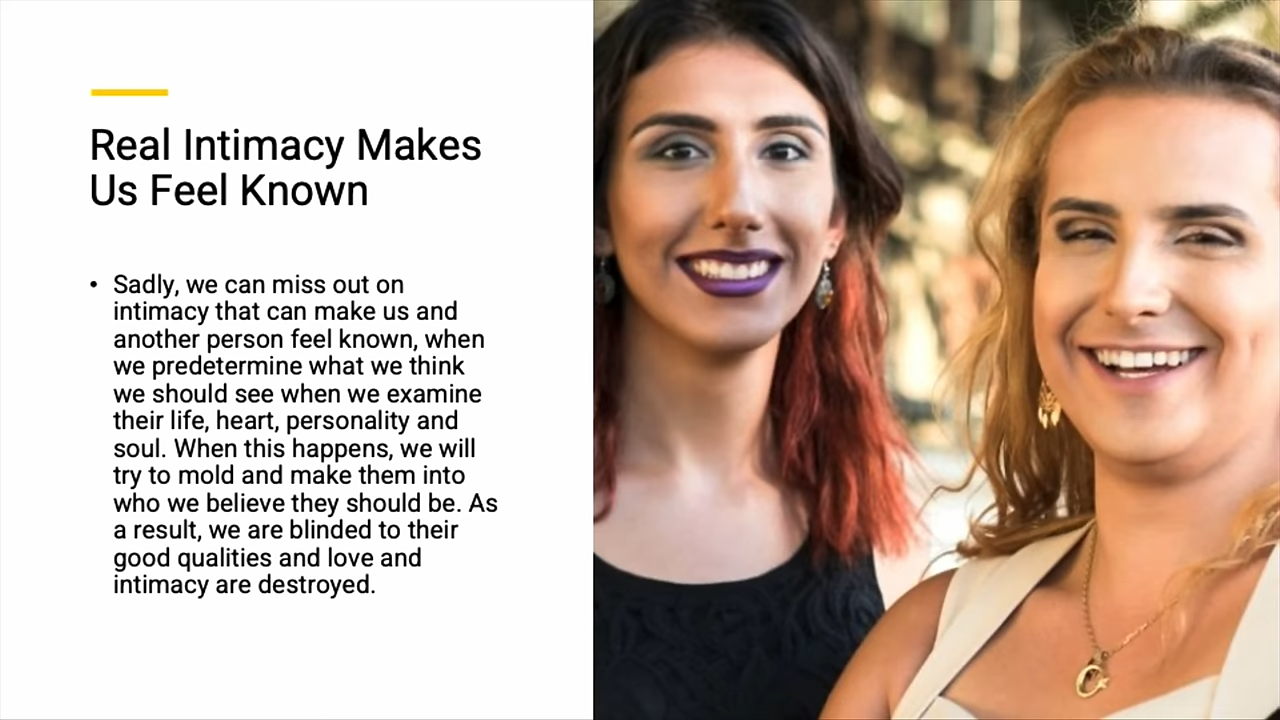 Real Intimacy Makes
Us Feel Known
• Sadly, we can miss out on
intimacy that can make us and
another person feel known, when
we predetermine what we think
we should see when we examine
their life, heart, personality and
soul. When this happens, we will
try to mold and make them into
who we believe they should be. As
a result, we are blinded to their
good qualities and love and
intimacy are destroyed.